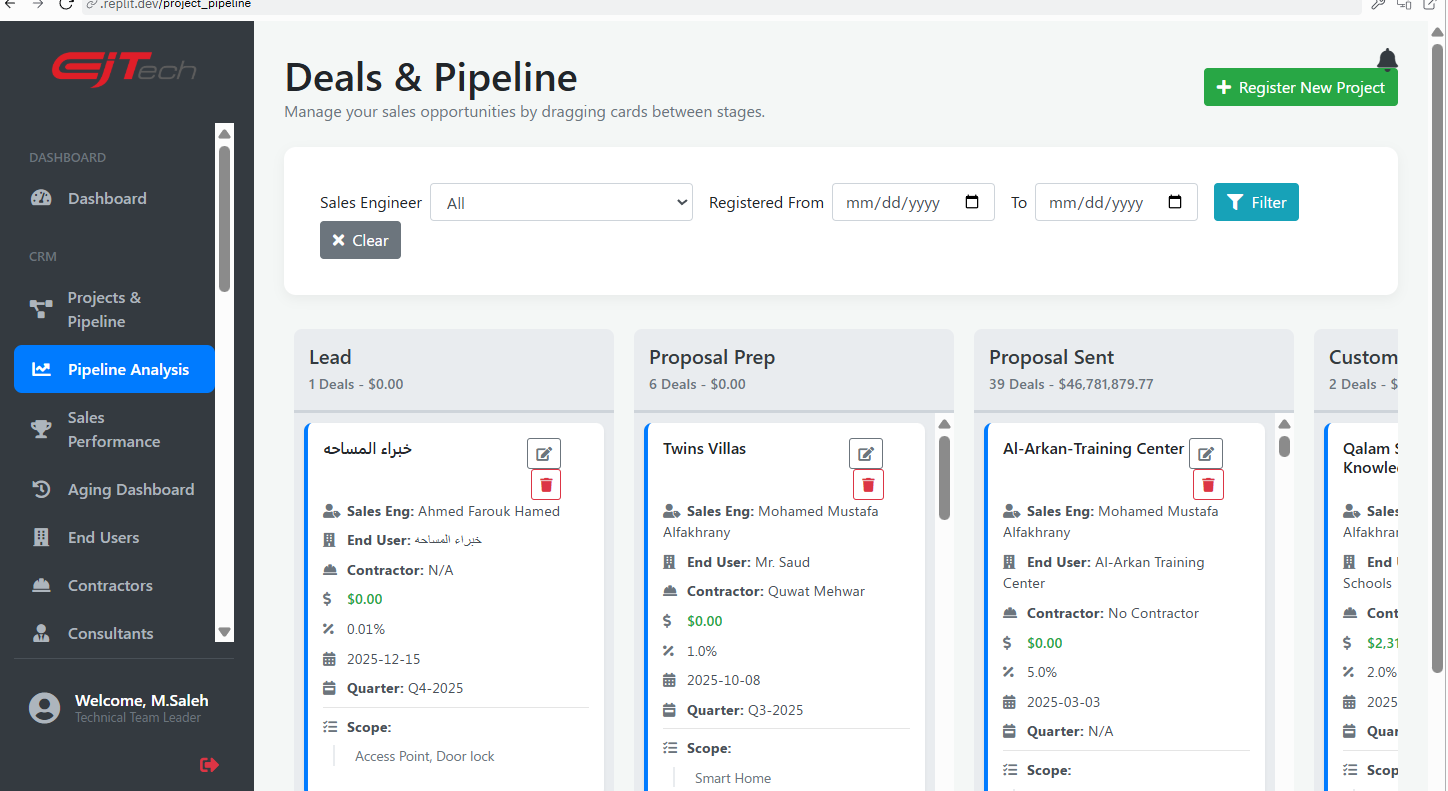 .replit.dev/project_pipeline
EJTech
Deals & Pipeline
Manage your sales opportunities by dragging cards between stages.
Register New Project
DASHBOARD
Dashboard
CRM
Projects &
Pipeline
Pipeline Analysis
Sales
Performance
Aging Dashboard
End Users
Contractors
Consultants
Welcome, M.Saleh
Technical Team Leader
Sales Engineer All Registered From mm/dd/yyyy To mm/dd/yyyy Filter
Clear
Lead
1 Deals - $0.00
خبراء المساحه
Sales Eng: Ahmed Farouk Hamed
End User: خبراء المساحه
Contractor: N/A
$0.00
0.01%
2025-12-15
Quarter: Q4-2025
Scope:
Access Point, Door lock
Proposal Prep
6 Deals - $0.00
Twins Villas
Sales Eng: Mohamed Mustafa
Alfakhrany
End User: Mr. Saud
Contractor: Quwat Mehwar
$0.00
1.0%
2025-10-08
Quarter: Q3-2025
Scope:
Smart Home
Proposal Sent
39 Deals - $46,781,879.77
Al-Arkan-Training Center
Sales Eng: Mohamed Mustafa
Alfakhrany
End User: Al-Arkan Training
Center
Contractor: No Contractor
$0.00
5.0%
2025-03-03
Quarter: N/A
Scope:
Custom
2 Deals - $
Qalam S
Knowle
Sales
Alfakhran
End U
Schools
Cont
$2,31
2.0%
2025
Quar
Scop